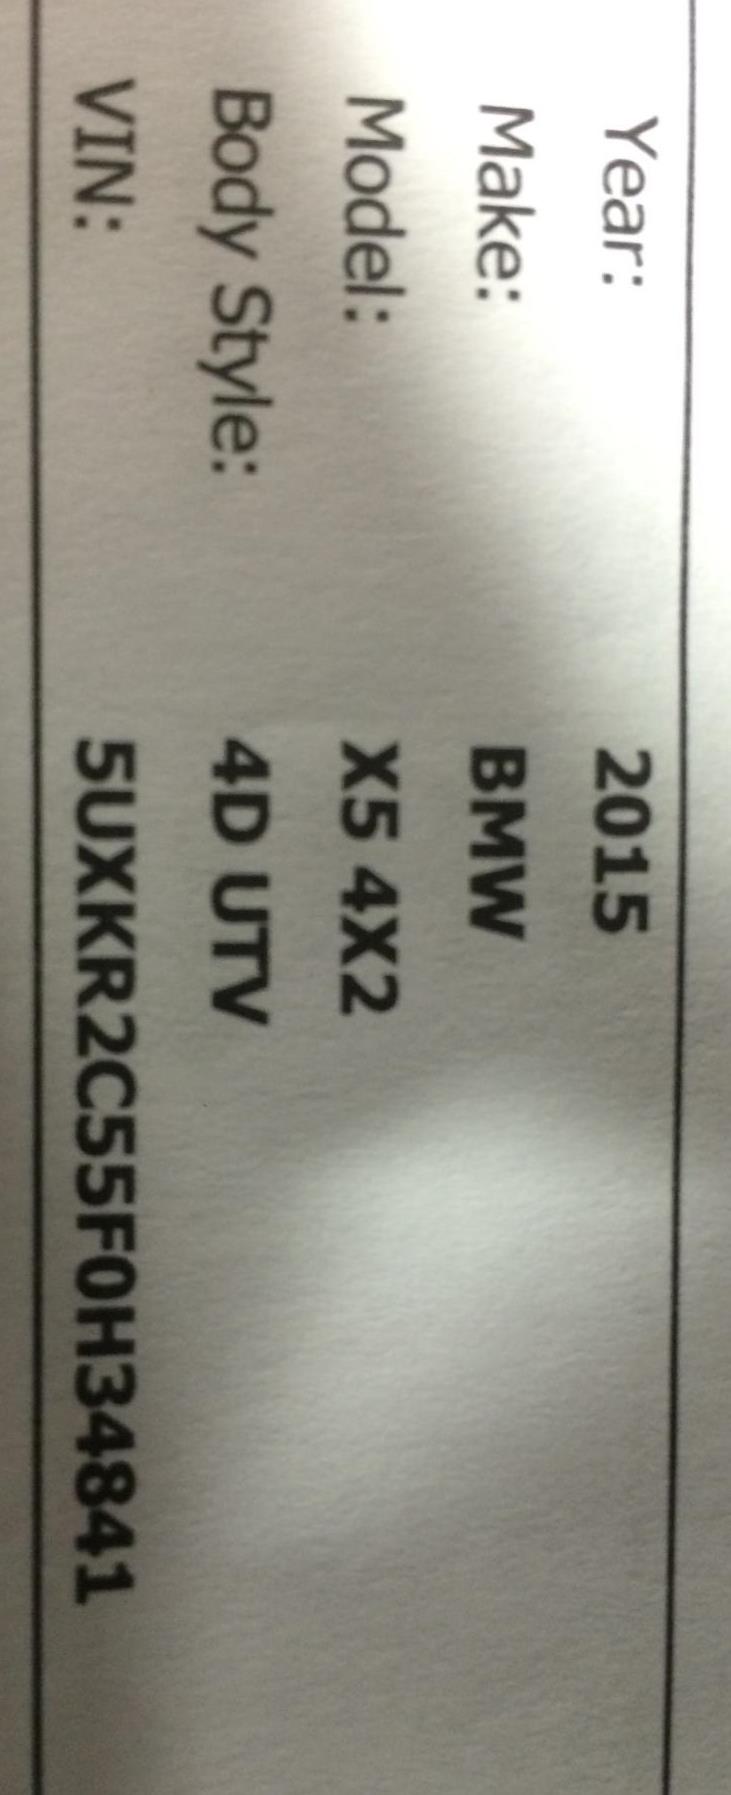 Year: 2015
Make: BMW
Model: X5 4X2
Body Style: 4D UTV
VIN: 5UXKR2C55F0H34841